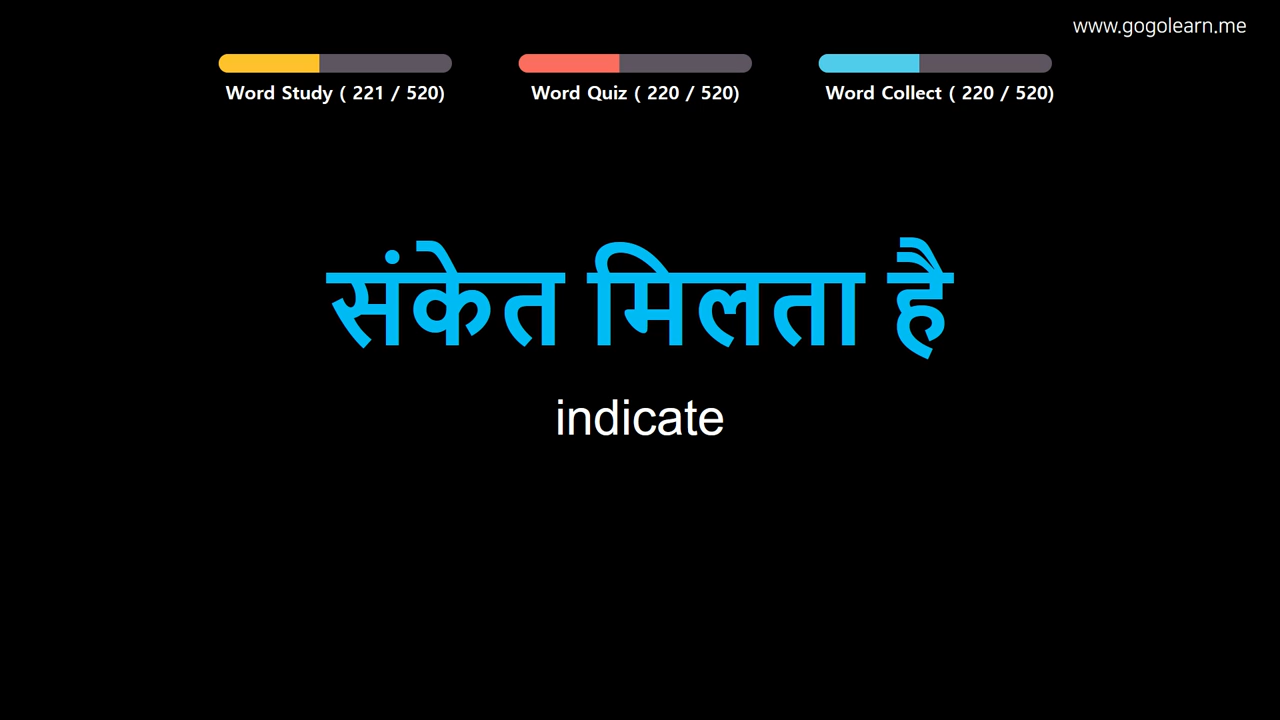 www.gogolearn.me
Word Study ( 221 / 520)
Word Quiz ( 220 / 520)
Word Collect ( 220 / 520)
संकेत मिलता है
indicate